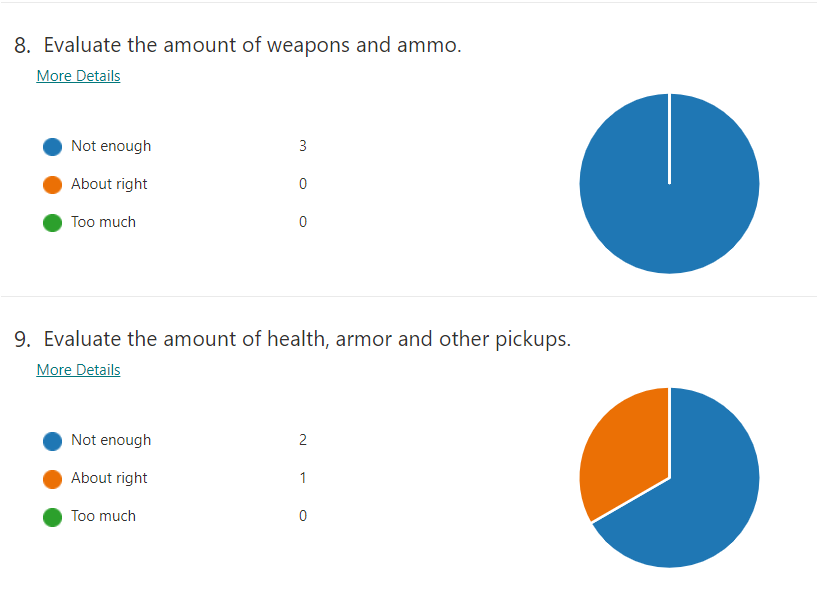 8. Evaluate the amount of weapons and ammo.
More Details
Not enough 3
About right 0
Too much 0
9. Evaluate the amount of health, armor and other pickups.
More Details
Not enough 2
About right 1
Too much 0